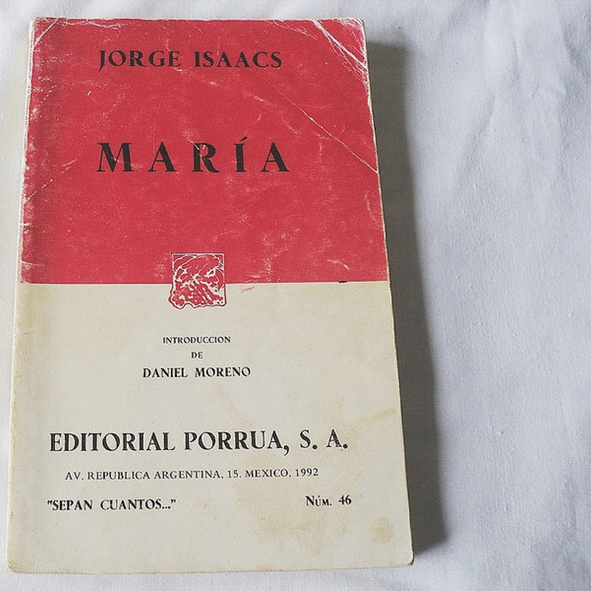 JORGE ISAACS
MARÍA
INTRODUCCION
DE
DANIEL MORENO
EDITORIAL PORRUA, S. A.
AV. REPUBLICA ARGENTINA, 15. MEXICO, 1992
"SEPAN CUANTOS..." NÚM. 46